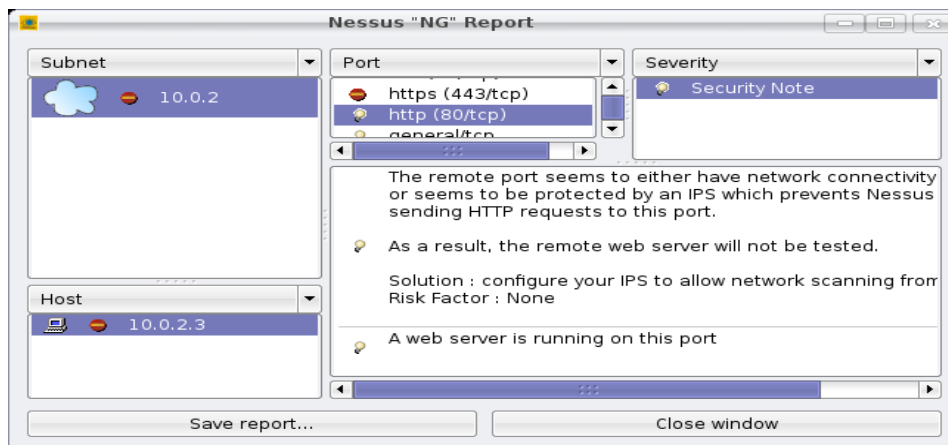 Nessus "NG" Report
Subnet
10.0.2
Host
10.0.2.3
Port
https (443/tcp)
http (80/tcp)
general/tcp
Severity
Security Note
The remote port seems to either have network connectivity
or seems to be protected by an IPS which prevents Nessus
sending HTTP requests to this port.
As a result, the remote web server will not be tested.
Solution : configure your IPS to allow network scanning from
Risk Factor : None
A web server is running on this port
Save report...
Close window